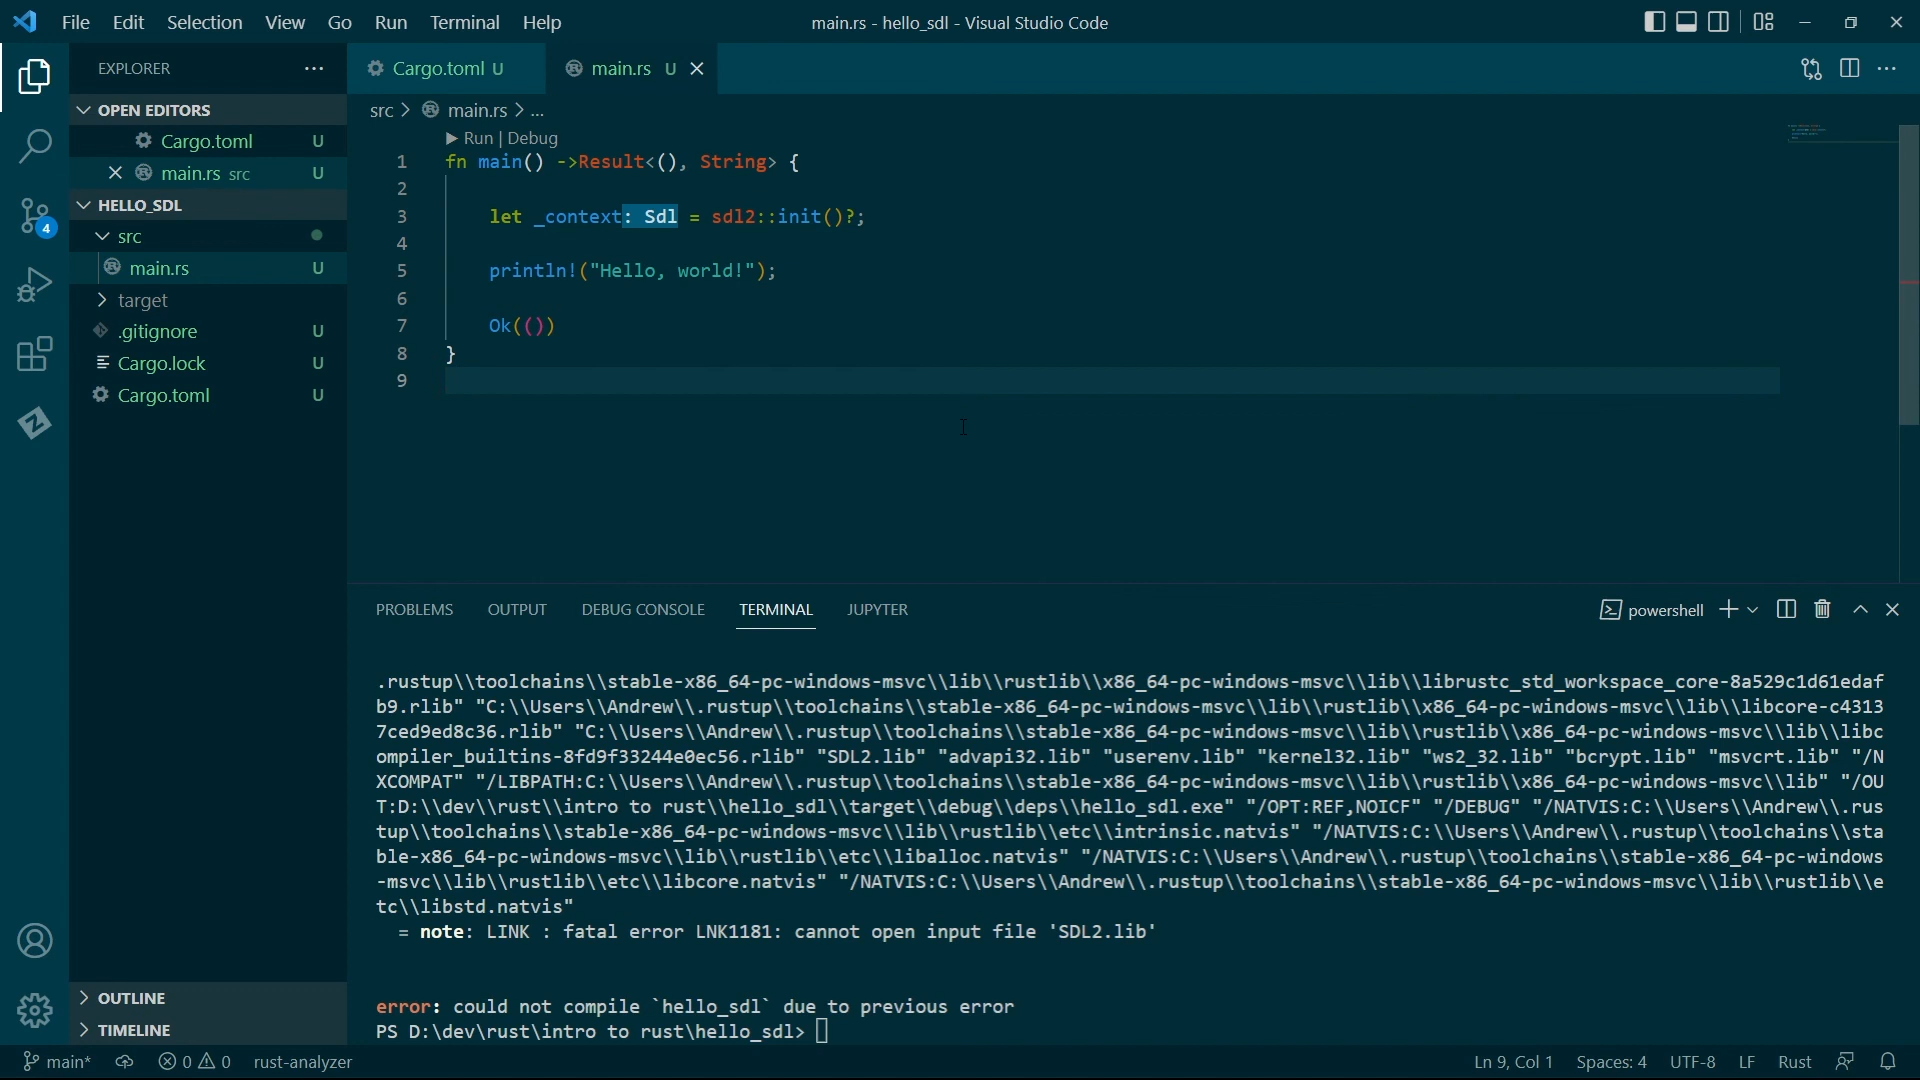 File Edit Selection View Go Run Terminal Help
main.rs - hello_sdl - Visual Studio Code
EXPLORER
OPEN EDITORS
Cargo.toml U
main.rs src U
HELLO_SDL
src
main.rs U
target
.gitignore U
Cargo.lock U
Cargo.toml U
4
OUTLINE
TIMELINE
Cargo.toml U
main.rs U
src > main.rs > ...
Run | Debug
1 fn main() ->Result<(), String> {
2
3 let _context: Sdl = sdl2::init()?;
4
5 println!("Hello, world!");
6
7 Ok(())
8 }
9
PROBLEMS OUTPUT DEBUG CONSOLE TERMINAL JUPYTER
powershell
.rustup\\toolchains\\stable-x86_64-pc-windows-msvc\\lib\\rustlib\\x86_64-pc-windows-msvc\\lib\\librustc_std_workspace_core-8a529c1d61edaf
b9.rlib" "C:\\Users\\Andrew\\.rustup\\toolchains\\stable-x86_64-pc-windows-msvc\\lib\\rustlib\\x86_64-pc-windows-msvc\\lib\\libcore-c4313
7ced9ed8c36.rlib" "C:\\Users\\Andrew\\.rustup\\toolchains\\stable-x86_64-pc-windows-msvc\\lib\\rustlib\\x86_64-pc-windows-msvc\\lib\\libc
ompiler_builtins-8fd9f33244e0ec56.rlib" "SDL2.lib" "advapi32.lib" "userenv.lib" "kernel32.lib" "ws2_32.lib" "bcrypt.lib" "msvcrt.lib" "/N
XCOMPAT" "/LIBPATH:C:\\Users\\Andrew\\.rustup\\toolchains\\stable-x86_64-pc-windows-msvc\\lib\\rustlib\\x86_64-pc-windows-msvc\\lib" "/OU
T:D:\\dev\\rust\\intro to rust\\hello_sdl\\target\\debug\\deps\\hello_sdl.exe" "/OPT:REF,NOICF" "/DEBUG" "/NATVIS:C:\\Users\\Andrew\\.rus
tup\\toolchains\\stable-x86_64-pc-windows-msvc\\lib\\rustlib\\etc\\intrinsic.natvis" "/NATVIS:C:\\Users\\Andrew\\.rustup\\toolchains\\sta
ble-x86_64-pc-windows-msvc\\lib\\rustlib\\etc\\liballoc.natvis" "/NATVIS:C:\\Users\\Andrew\\.rustup\\toolchains\\stable-x86_64-pc-windows
-msvc\\lib\\rustlib\\etc\\libcore.natvis" "/NATVIS:C:\\Users\\Andrew\\.rustup\\toolchains\\stable-x86_64-pc-windows-msvc\\lib\\rustlib\\e
tc\\libstd.natvis"
= note: LINK : fatal error LNK1181: cannot open input file 'SDL2.lib'
error: could not compile `hello_sdl` due to previous error
PS D:\dev\rust\intro to rust\hello_sdl>
main* 0 0 rust-analyzer
Ln 9, Col 1 Spaces: 4 UTF-8 LF Rust